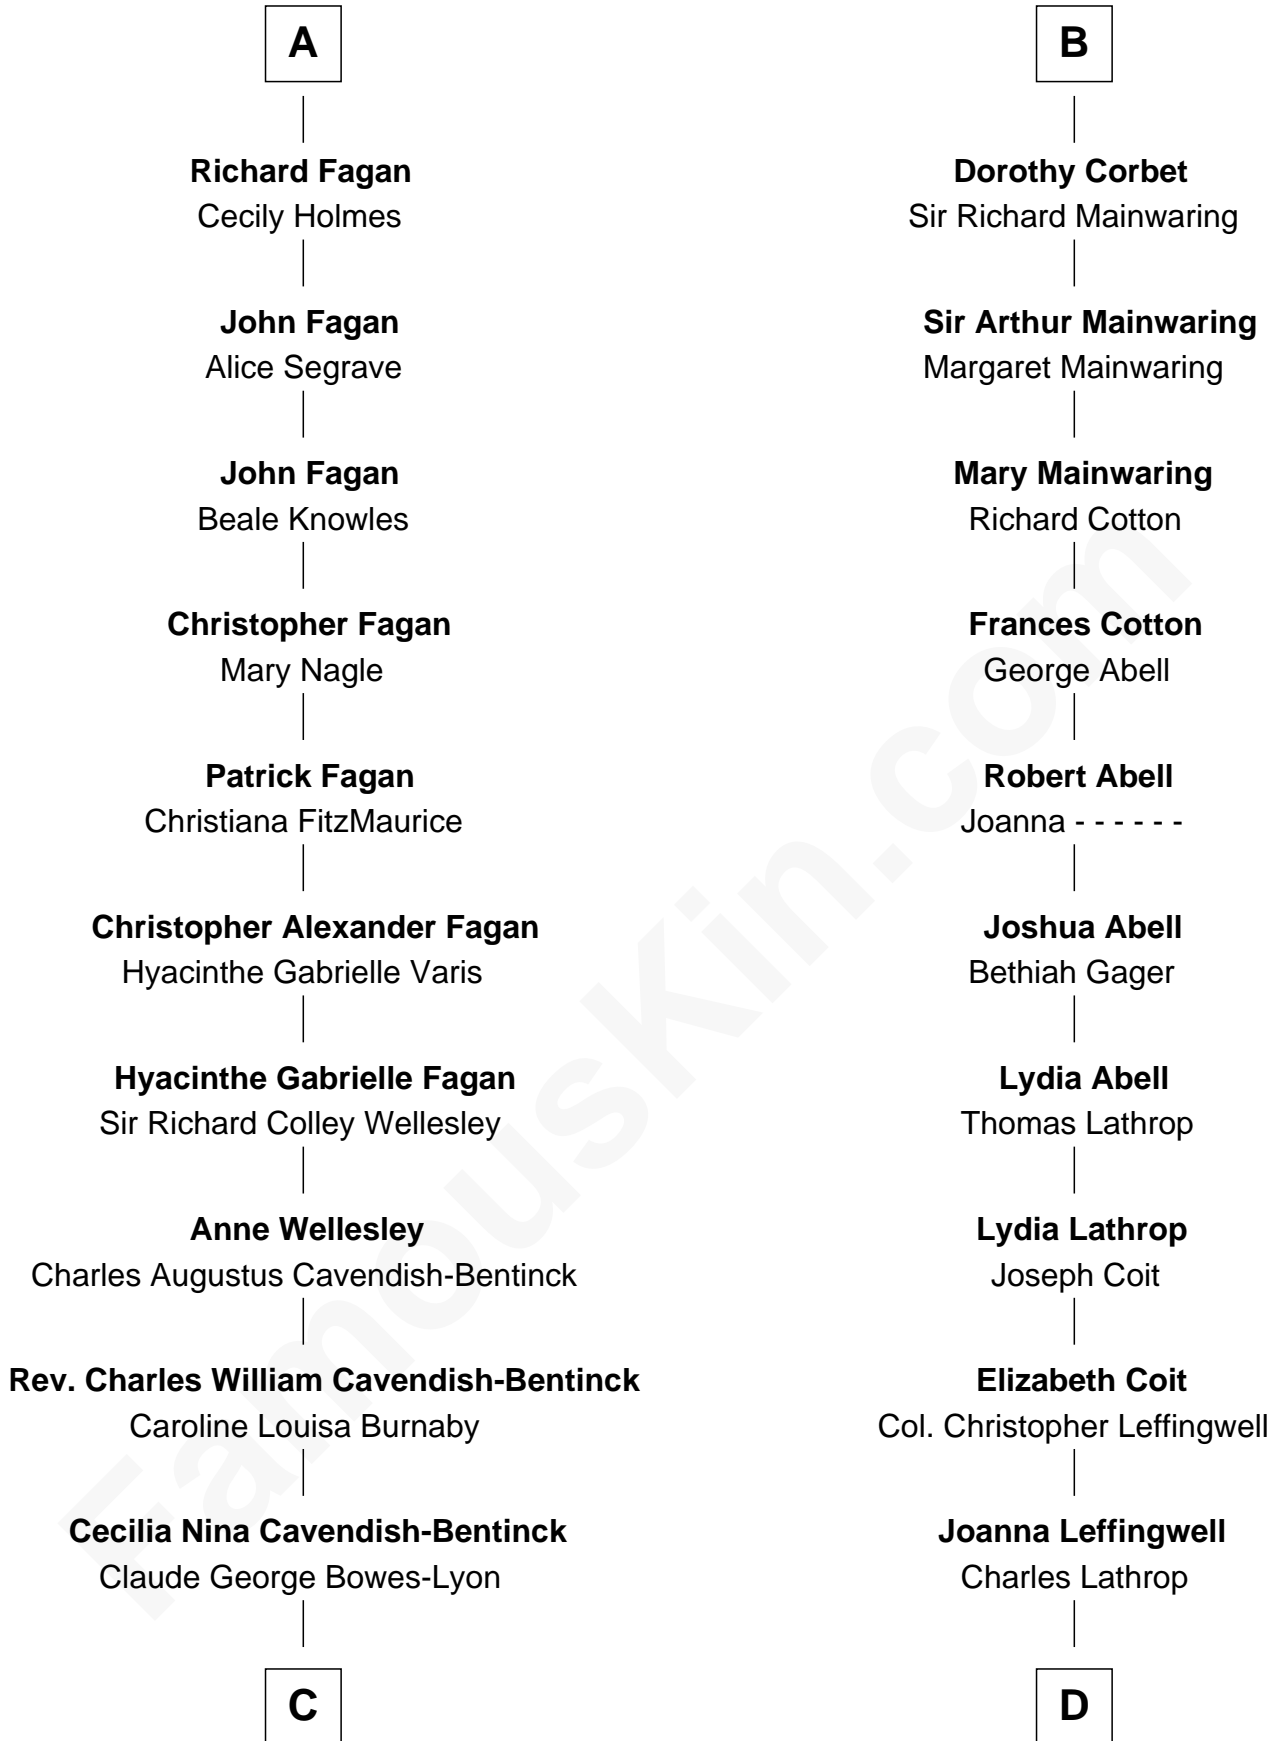 A
Richard Fagan
Cecily Holmes
John Fagan
Alice Segrave
John Fagan
Beale Knowles
Christopher Fagan
Mary Nagle
Patrick Fagan
Christiana FitzMaurice
Christopher Alexander Fagan
Hyacinthe Gabrielle Varis
Hyacinthe Gabrielle Fagan
Sir Richard Colley Wellesley
Anne Wellesley
Charles Augustus Cavendish-Bentinck
Rev. Charles William Cavendish-Bentinck
Caroline Louisa Burnaby
Cecilia Nina Cavendish-Bentinck
Claude George Bowes-Lyon
C
B
Dorothy Corbet
Sir Richard Mainwaring
Sir Arthur Mainwaring
Margaret Mainwaring
Mary Mainwaring
Richard Cotton
Frances Cotton
George Abell
Robert Abell
Joanna - - - - - -
Joshua Abell
Bethiah Gager
Lydia Abell
Thomas Lathrop
Lydia Lathrop
Joseph Coit
Elizabeth Coit
Col. Christopher Leffingwell
Joanna Leffingwell
Charles Lathrop
D
FamousKin.com